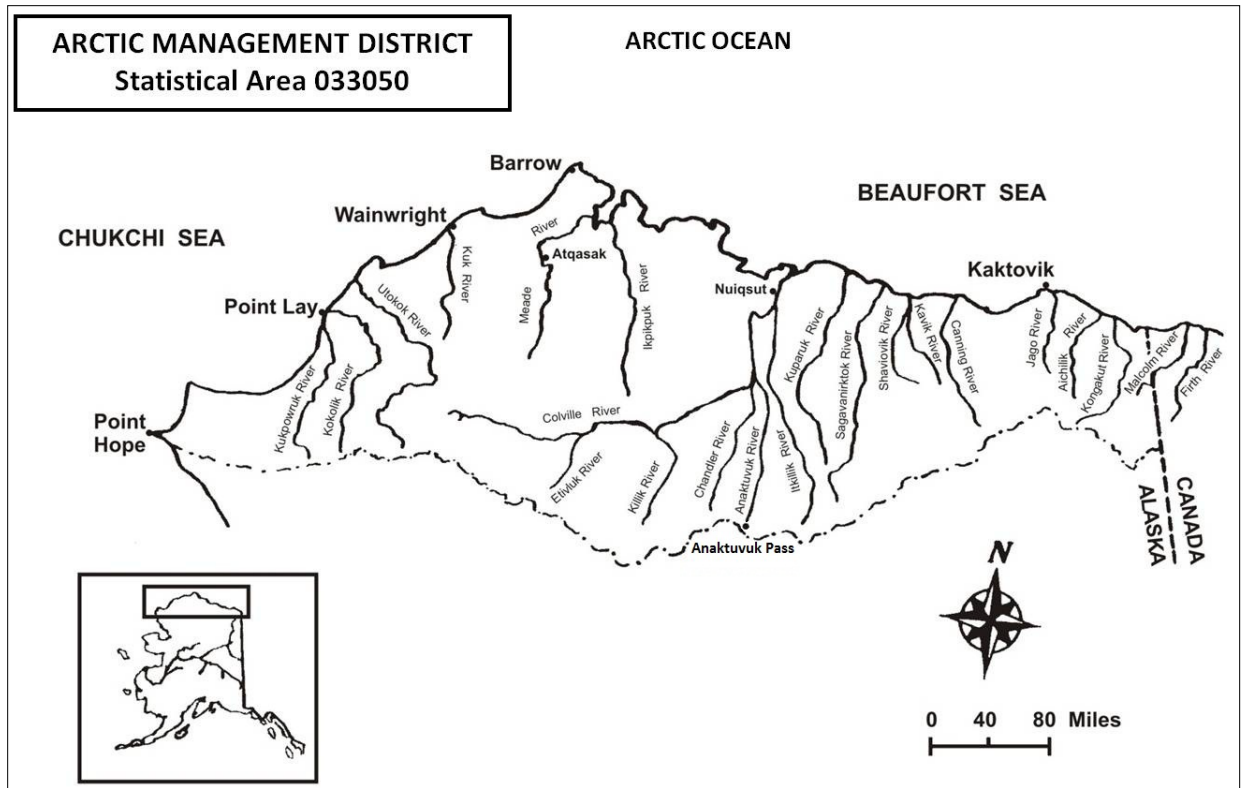 ARCTIC MANAGEMENT DISTRICT
Statistical Area 033050
ARCTIC OCEAN
Barrow
BEAUFORT SEA
Wainwright
River
CHUKCHI SEA
Atqasak
Kaktovik
Kuk River
Nuiqsut
Point Lay
Utokok River
Meade
Ikpikpuk River
Kuparuk River
Sagavanirktok River
Shaviovik River
Kavik River
Canning River
Jago River
Aichilik River
Kongakut River
Malcolm River
Firth River
Kukpowruk River
Kokolik River
Point
Hope
Colville River
Etivluk River
Killik River
Chandler River
Anaktuvuk River
Itkillik River
Anaktuvuk Pass
ALASKA
CANADA
N
0 40 80 Miles